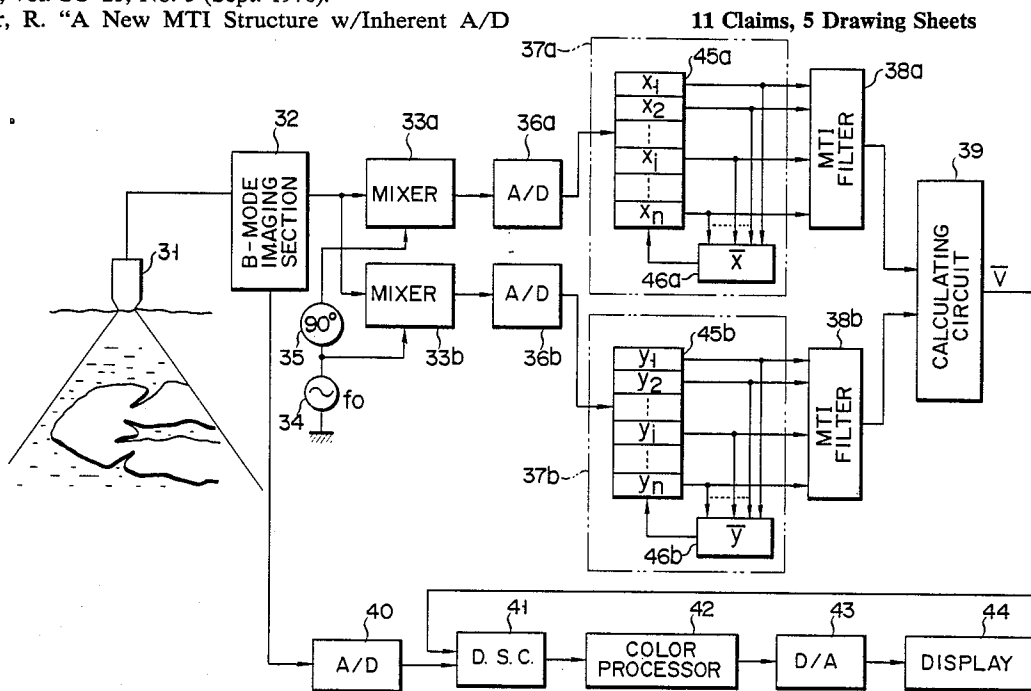 r, R. "A New MTI Structure w/Inherent A/D
11 Claims, 5 Drawing Sheets
37a
45a
38a
x1
x2
xi
xn
x̄
46a
MTI FILTER
32
B-MODE IMAGING SECTION
33a
MIXER
36a
A/D
39
CALCULATING CIRCUIT
V̄
31
35
90°
34
fo
MIXER
33b
A/D
36b
45b
38b
y1
y2
yi
yn
ȳ
37b
46b
MTI FILTER
40
A/D
41
D. S. C.
42
COLOR PROCESSOR
43
D/A
44
DISPLAY